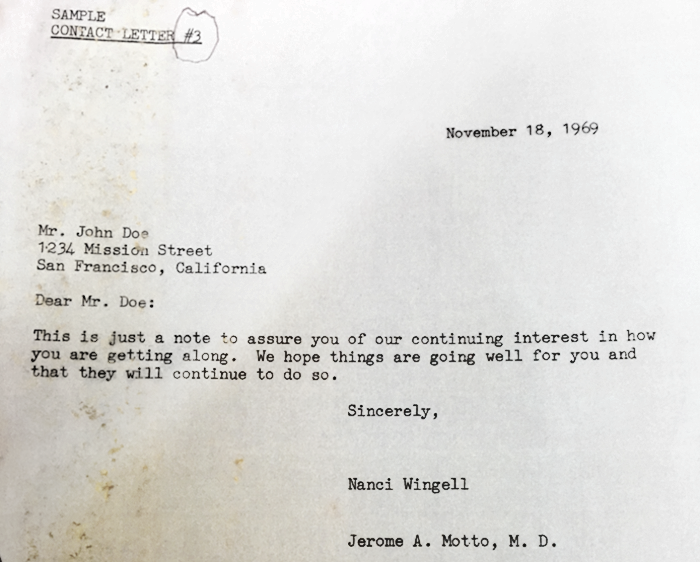 SAMPLE
CONTACT LETTER #3
November 18, 1969
Mr. John Doe
1234 Mission Street
San Francisco, California
Dear Mr. Doe:
This is just a note to assure you of our continuing interest in how
you are getting along.  We hope things are going well for you and
that they will continue to do so.
Sincerely,
Nanci Wingell
Jerome A. Motto, M. D.